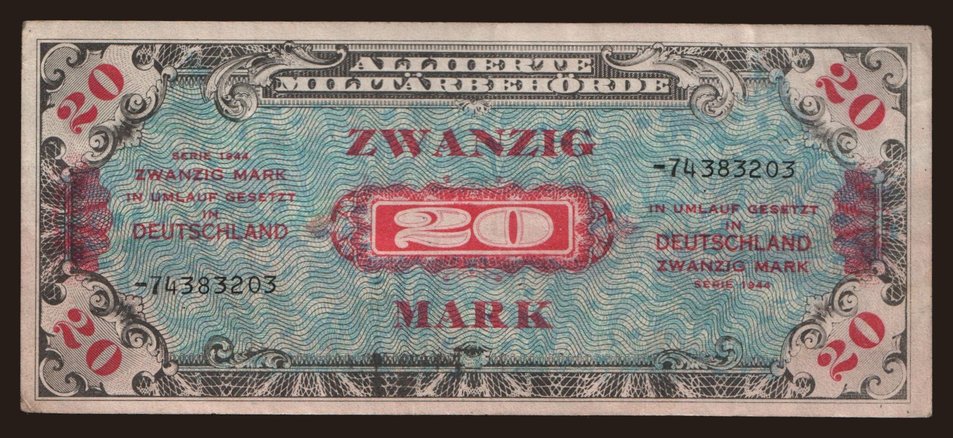 ALLIIERTE
MILITÄRBEHÖRDE
20
20
ZWANZIG
SERIE 1944
ZWANZIG MARK
IN UMLAUF GESETZT
IN
DEUTSCHLAND
-74383203
20
-74383203
IN UMLAUF GESETZT
IN
DEUTSCHLAND
ZWANZIG MARK
SERIE 1944
MARK
20
20